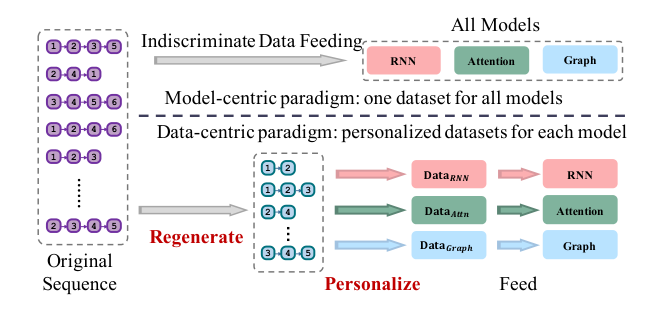 All Models
Indiscriminate Data Feeding
RNN Attention Graph
Model-centric paradigm: one dataset for all models
Data-centric paradigm: personalized datasets for each model
1 2 3 5
2 4 1
3 4 5 6
1 2 4 6
1 2 3
2 3 4 5
Original
Sequence
Regenerate
1 2
1 2 3
2 4
3 4 5
Personalize
Data_RNN RNN
Data_Attn Attention
Data_Graph Graph
Feed